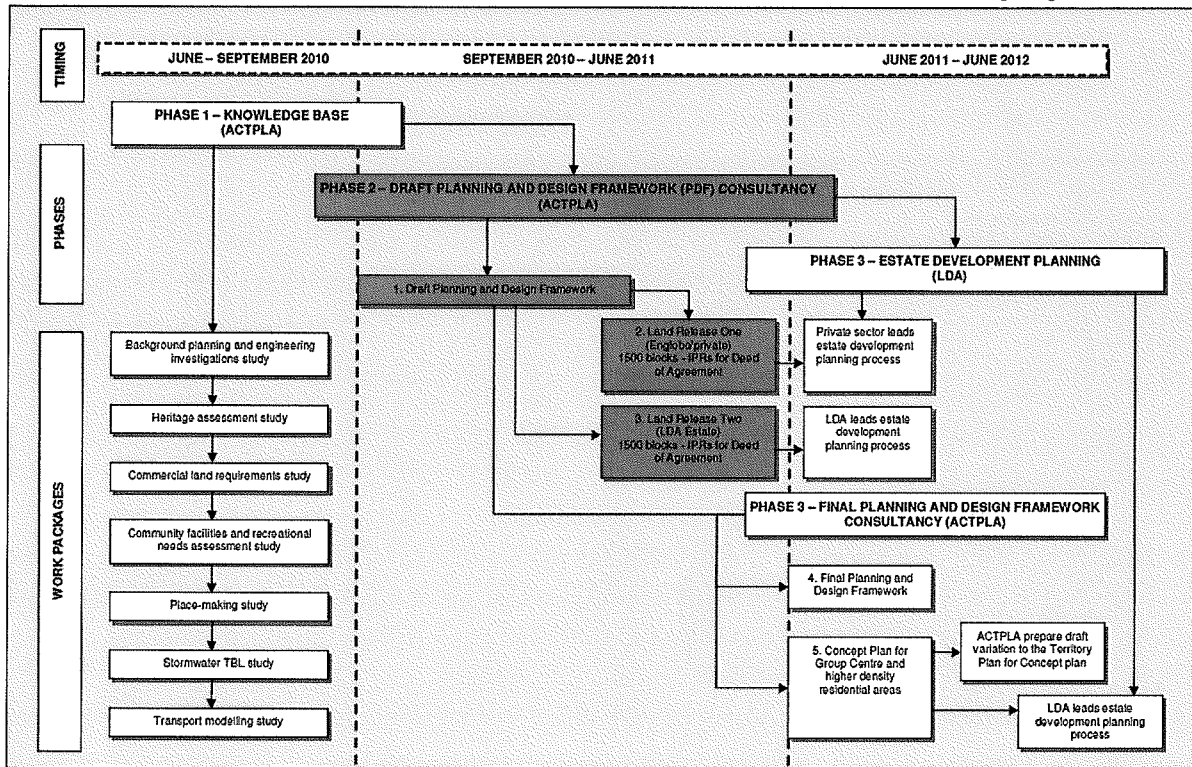 TIMING
JUNE – SEPTEMBER 2010
SEPTEMBER 2010 – JUNE 2011
JUNE 2011 – JUNE 2012
PHASES
PHASE 1 – KNOWLEDGE BASE
(ACTPLA)
PHASE 2 – DRAFT PLANNING AND DESIGN FRAMEWORK (PDF) CONSULTANCY
(ACTPLA)
PHASE 3 – ESTATE DEVELOPMENT PLANNING
(LDA)
WORK PACKAGES
Background planning and engineering
investigations study
Heritage assessment study
Commercial land requirements study
Community facilities and recreational
needs assessment study
Place-making study
Stormwater TBL study
Transport modelling study
1. Draft Planning and Design Framework
2. Land Release One
(Englobo/private)
1500 blocks - IPRs for Deed
of Agreement
Private sector leads
estate development
planning process
3. Land Release Two
(LDA Estate)
1500 blocks - IPRs for Deed
of Agreement
LDA leads estate
development
planning process
PHASE 3 – FINAL PLANNING AND DESIGN FRAMEWORK
CONSULTANCY (ACTPLA)
4. Final Planning and
Design Framework
5. Concept Plan for
Group Centre and
higher density
residential areas
ACTPLA prepare draft
variation to the Territory
Plan for Concept plan
LDA leads estate
development planning
process